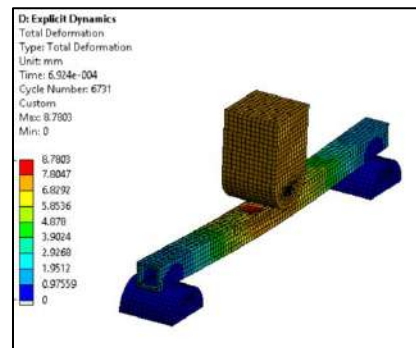 D: Explicit Dynamics
Total Deformation
Type: Total Deformation
Unit: mm
Time: 6.924e-004
Cycle Number: 6731
Custom
Max: 8.7803
Min: 0
8.7803
7.8047
6.8292
5.8536
4.878
3.9024
2.9268
1.9512
0.97559
0